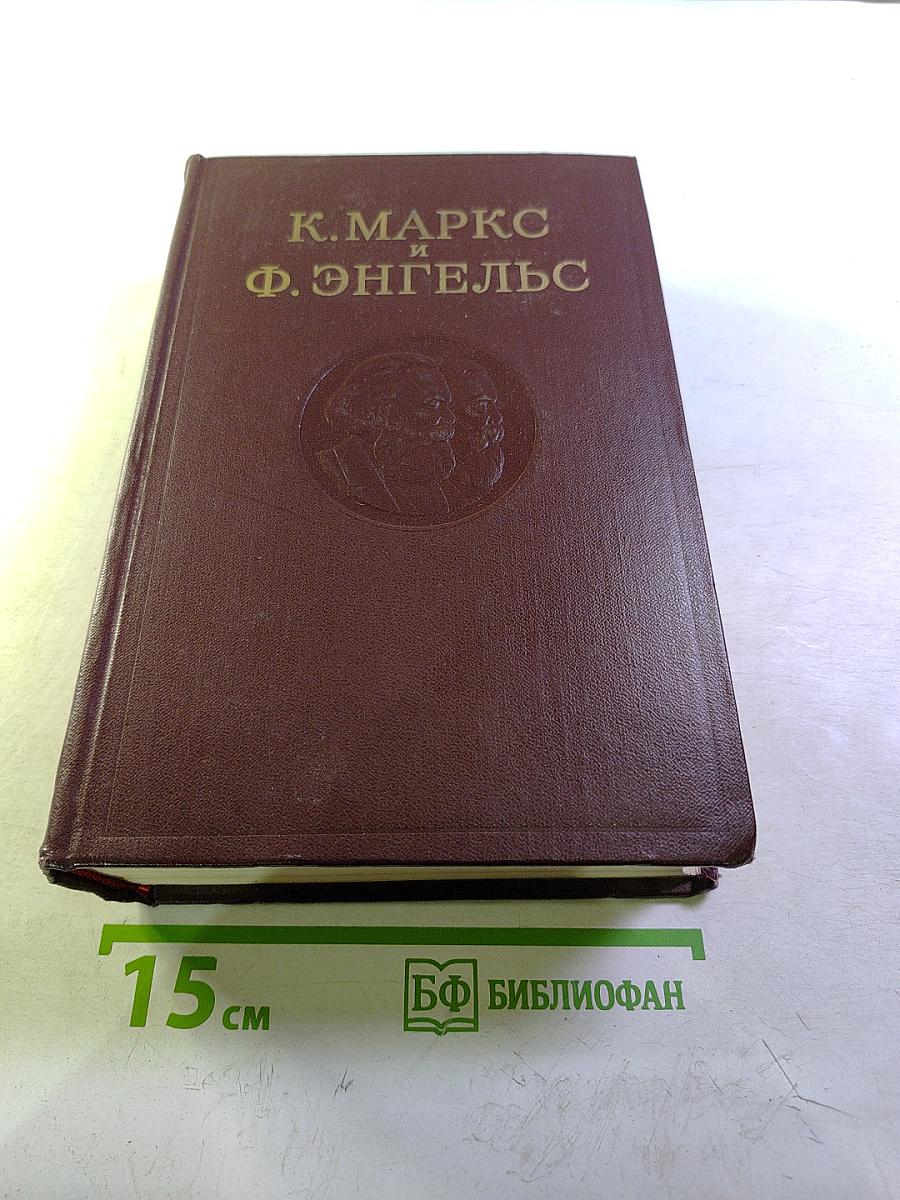 К. МАРКС
и
Ф. ЭНГЕЛЬС
15 см
БФ БИБЛИОФАН